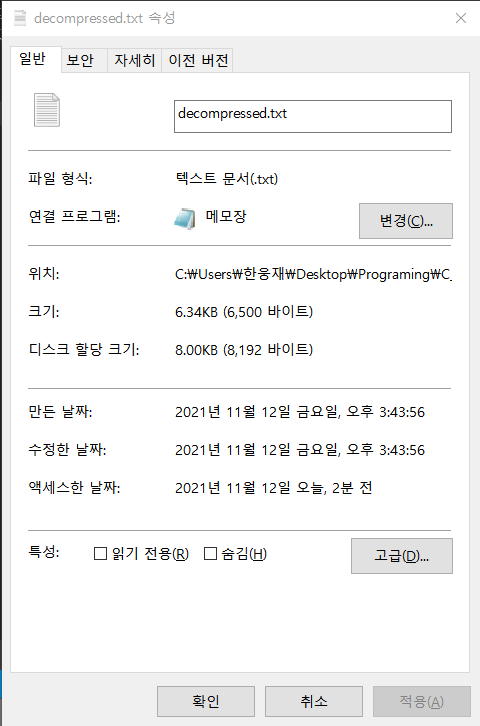 decompressed.txt 속성
일반 보안 자세히 이전 버전
decompressed.txt
파일 형식: 텍스트 문서(.txt)
연결 프로그램: 메모장 변경(C)...
위치: C:₩Users₩한웅재₩Desktop₩Programing₩C_
크기: 6.34KB (6,500 바이트)
디스크 할당 크기: 8.00KB (8,192 바이트)
만든 날짜: 2021년 11월 12일 금요일, 오후 3:43:56
수정한 날짜: 2021년 11월 12일 금요일, 오후 3:43:56
액세스한 날짜: 2021년 11월 12일 오늘, 2분 전
특성: 읽기 전용(R) 숨김(H) 고급(D)...
확인 취소 적용(A)